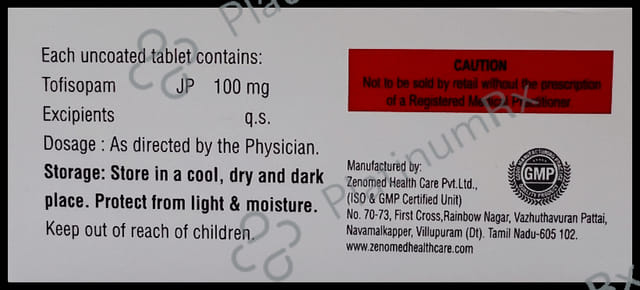 Each uncoated tablet contains:
Tofisopam JP 100 mg
Excipients q.s.
Dosage : As directed by the Physician.
Storage: Store in a cool, dry and dark
place. Protect from light & moisture.
Keep out of reach of children.
CAUTION
Not to be sold by retail without the prescription
of a Registered Medical Practitioner.
Manufactured by:
Zenomed Health Care Pvt.Ltd.,
(ISO & GMP Certified Unit)
No. 70-73, First Cross,Rainbow Nagar, Vazhuthavuran Pattai,
Navamalkapper, Villupuram (Dt). Tamil Nadu-605 102.
www.zenomedhealthcare.com
GMP
PlatinumRx